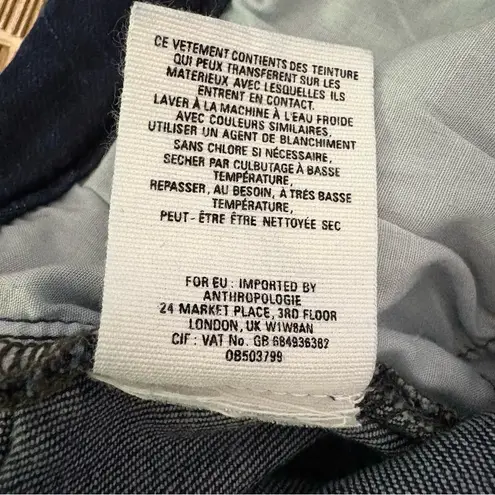 CE VETEMENT CONTIENTS DES TEINTURE
QUI PEUX TRANSFERENT SUR LES
MATERIEUX AVEC LESQUELLES ILS
ENTRENT EN CONTACT.
LAVER À LA MACHINE À L'EAU FROIDE
AVEC COULEURS SIMILAIRES,
UTILISER UN AGENT DE BLANCHIMENT
SANS CHLORE SI NÉCESSAIRE,
SECHER PAR CULBUTAGE À BASSE
TEMPÉRATURE,
REPASSER, AU BESOIN, À TRÈS BASSE
TEMPÉRATURE,
PEUT-ÊTRE ÊTRE NETTOYÉE SEC
FOR EU : IMPORTED BY
ANTHROPOLOGIE
24 MARKET PLACE, 3RD FLOOR
LONDON, UK W1W8AN
CIF : VAT No. GB 684936382
OB503799